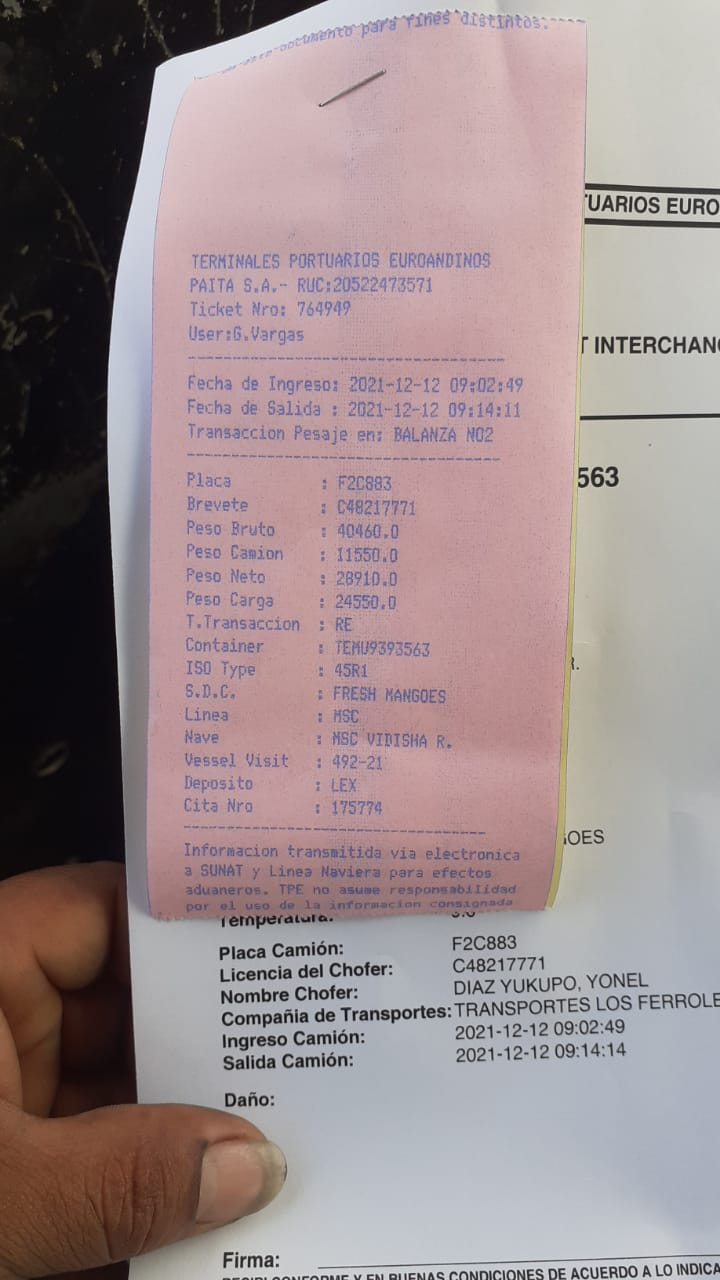 documento para fines distintos.
TERMINALES PORTUARIOS EUROANDINOS
PAITA S.A.- RUC:20522473571
Ticket Nro: 764949
User:G.Vargas
Fecha de Ingreso: 2021-12-12 09:02:49
Fecha de Salida : 2021-12-12 09:14:11
Transaccion Pesaje en: BALANZA NO2
Placa : F2C883
Brevete : C48217771
Peso Bruto : 40460.0
Peso Camion : 11550.0
Peso Neto : 28910.0
Peso Carga : 24550.0
T.Transaccion : RE
Container : TEMU9393563
ISO Type : 45R1
S.D.C. : FRESH MANGOES
Linea : MSC
Nave : MSC VIDISHA R.
Vessel Visit : 492-21
Deposito : LEX
Cita Nro : 175774
Informacion transmitida via electronica
a SUNAT y Linea Naviera para efectos
aduaneros. TPE no asume responsabilidad
por el uso de la informacion consignada
TUARIOS EURO
T INTERCHANG
563
R.
GOES
Temperatura:
Placa Camión: F2C883
Licencia del Chofer: C48217771
Nombre Chofer: DIAZ YUKUPO, YONEL
Compañia de Transportes: TRANSPORTES LOS FERROLE
Ingreso Camión: 2021-12-12 09:02:49
Salida Camión: 2021-12-12 09:14:14
Daño:
Firma:
CONFORME Y EN BUENAS CONDICIONES DE ACUERDO A LO INDICA